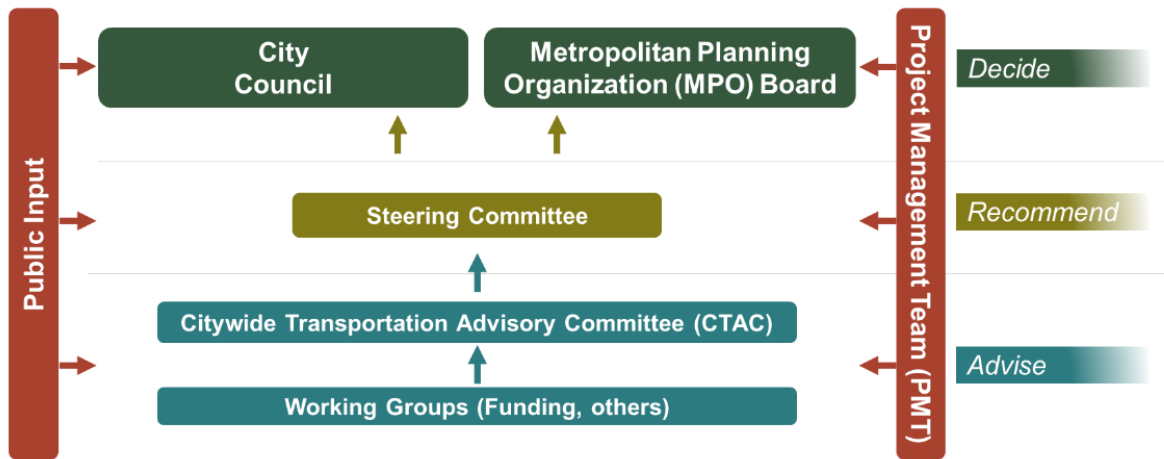 Public Input
City
Council
Metropolitan Planning
Organization (MPO) Board
Project Management Team (PMT)
Decide
Steering Committee
Recommend
Citywide Transportation Advisory Committee (CTAC)
Advise
Working Groups (Funding, others)